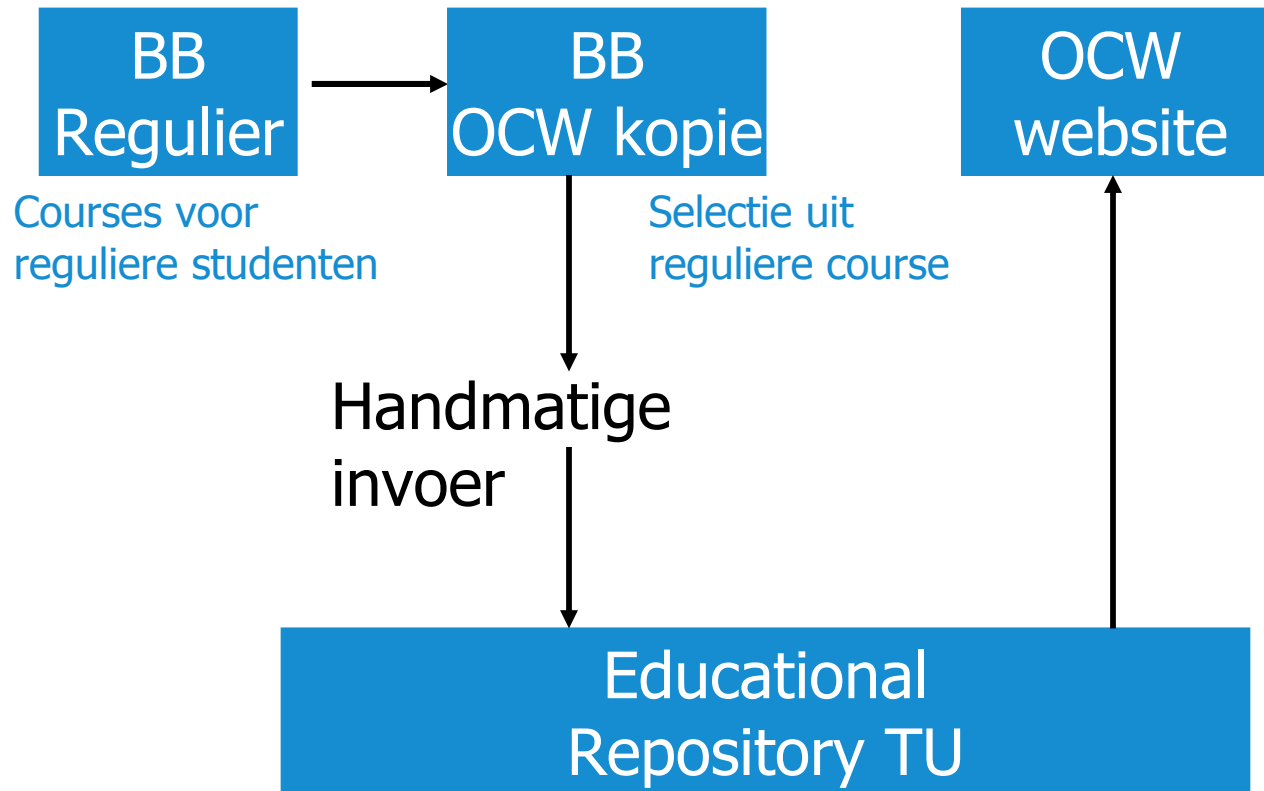 BB
Regulier
BB
OCW kopie
OCW
website
Courses voor
reguliere studenten
Selectie uit
reguliere course
Handmatige
invoer
Educational
Repository TU